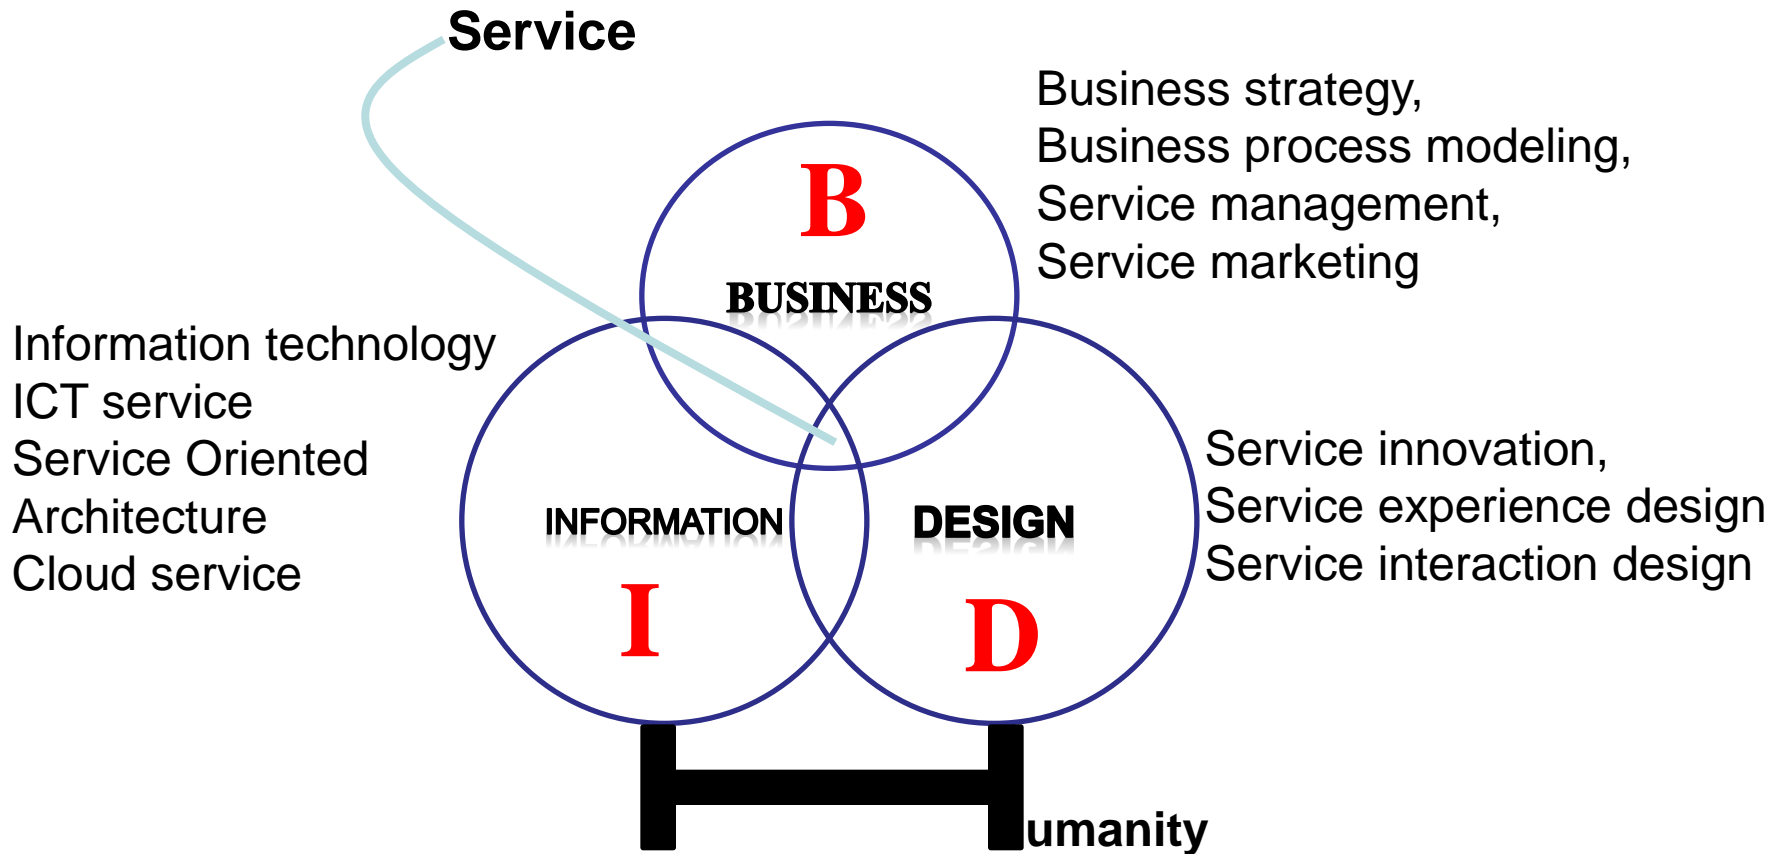 Service
Business strategy,
Business process modeling,
Service management,
Service marketing
B
BUSINESS
Information technology
ICT service
Service Oriented
Architecture
Cloud service
INFORMATION
I
DESIGN
D
Service innovation,
Service experience design
Service interaction design
Humanity